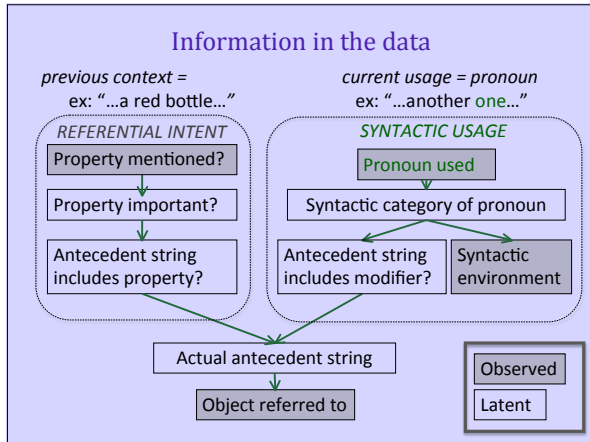 Information in the data
previous context =
ex: “…a red bottle…”
current usage = pronoun
ex: “…another one…”
REFERENTIAL INTENT
Property mentioned?
Property important?
Antecedent string
includes property?
SYNTACTIC USAGE
Pronoun used
Syntactic category of pronoun
Antecedent string
includes modifier?
Syntactic
environment
Actual antecedent string
Object referred to
Observed
Latent